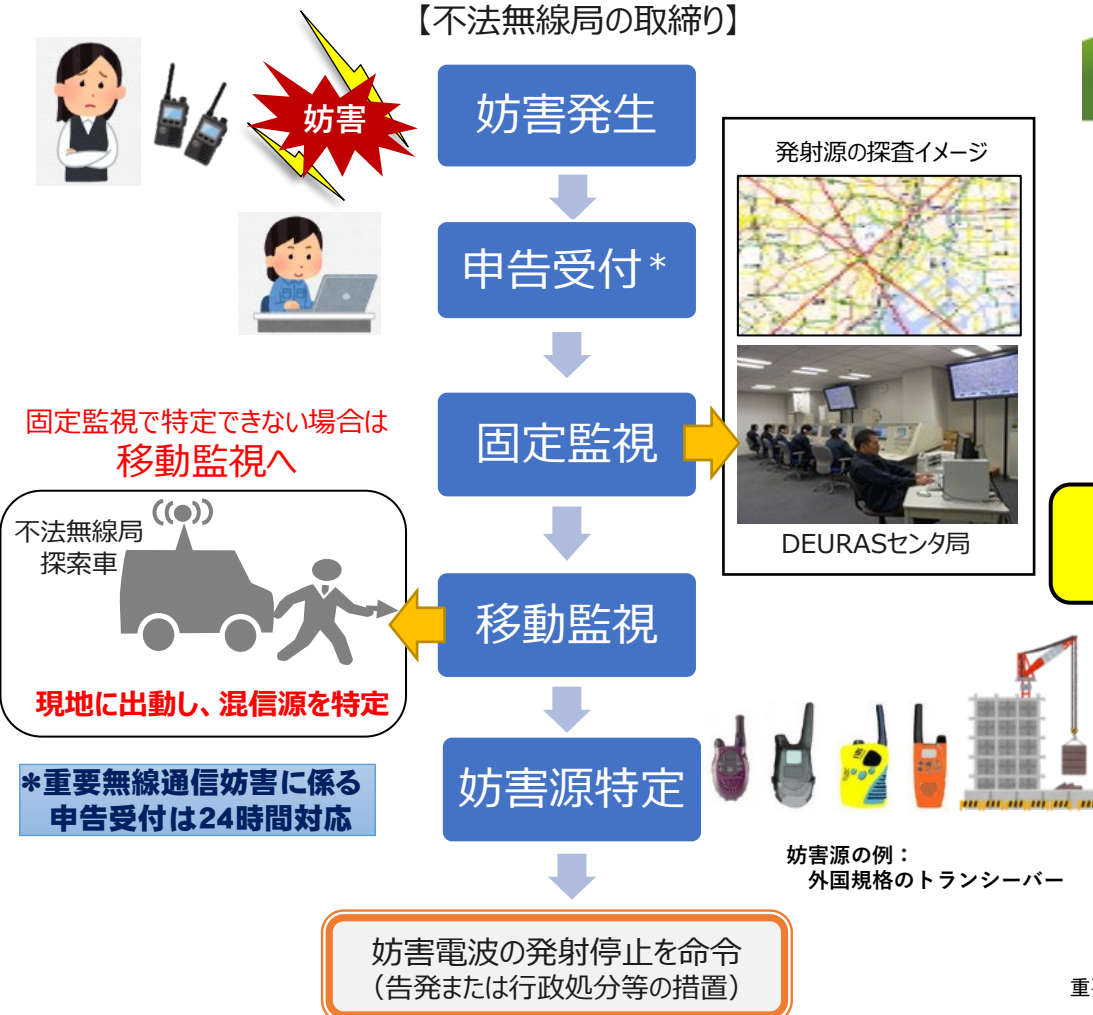 【不法無線局の取締り】
妨害
妨害発生
申告受付*
発射源の探査イメージ
固定監視
DEURASセンタ局
固定監視で特定できない場合は
移動監視へ
不法無線局
探索車
移動監視
現地に出動し、混信源を特定
*重要無線通信妨害に係る
申告受付は24時間対応
妨害源特定
妨害源の例：
外国規格のトランシーバー
妨害電波の発射停止を命令
（告発または行政処分等の措置）
重